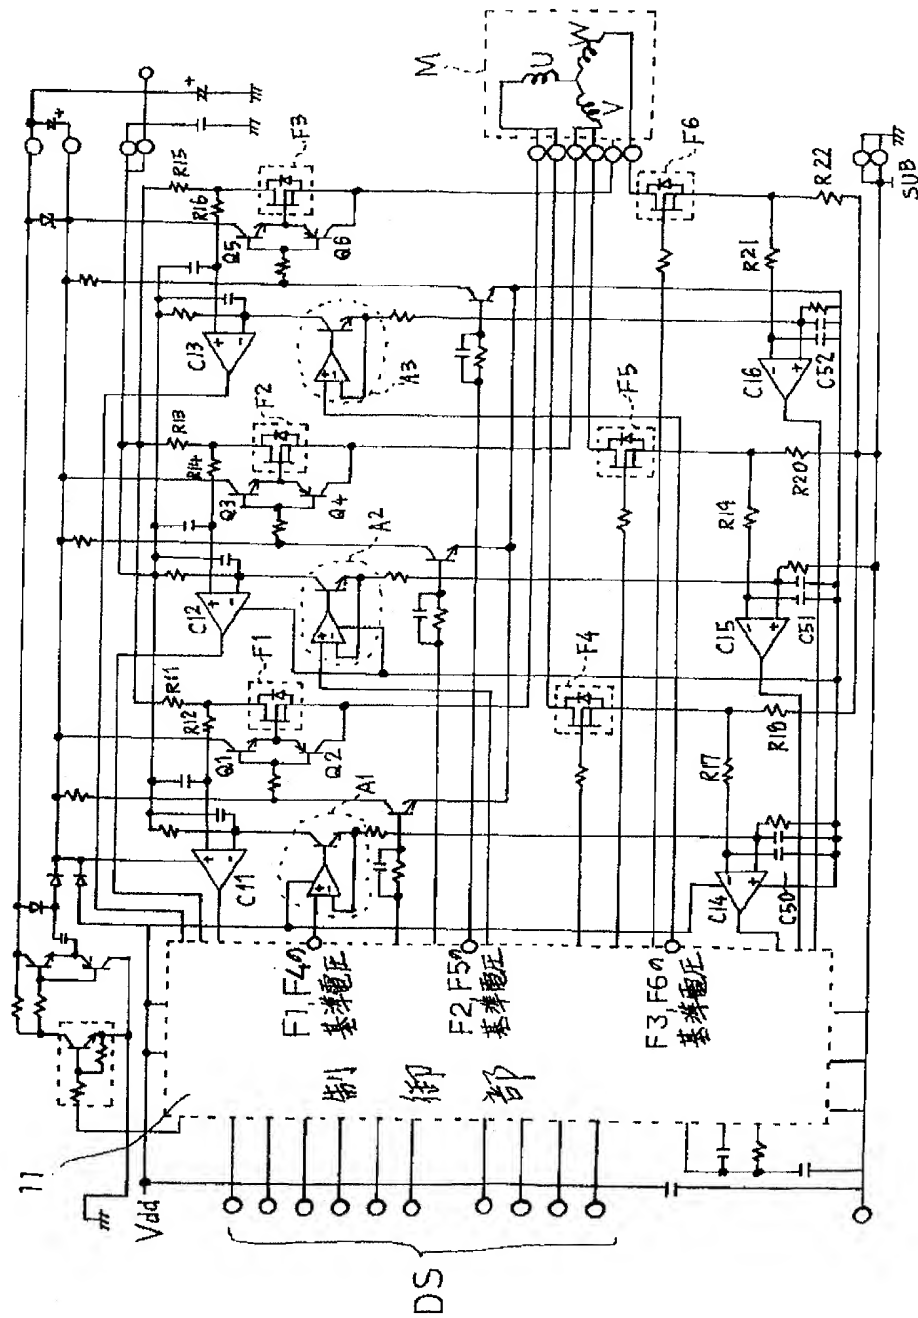 11
Vdd
DS
制御部
F1,F4の
基準電圧
F2,F5の
基準電圧
F3,F6の
基準電圧
C11
R12
R11
Q1
Q2
F1
A1
C12
R14
R13
Q3
Q4
F2
A2
C13
R16
R15
Q5
Q6
F3
A3
M
U
V
W
F4
F5
F6
C14
R17
R18
C50
C15
R19
R20
C51
C16
R21
R22
C52
SUB